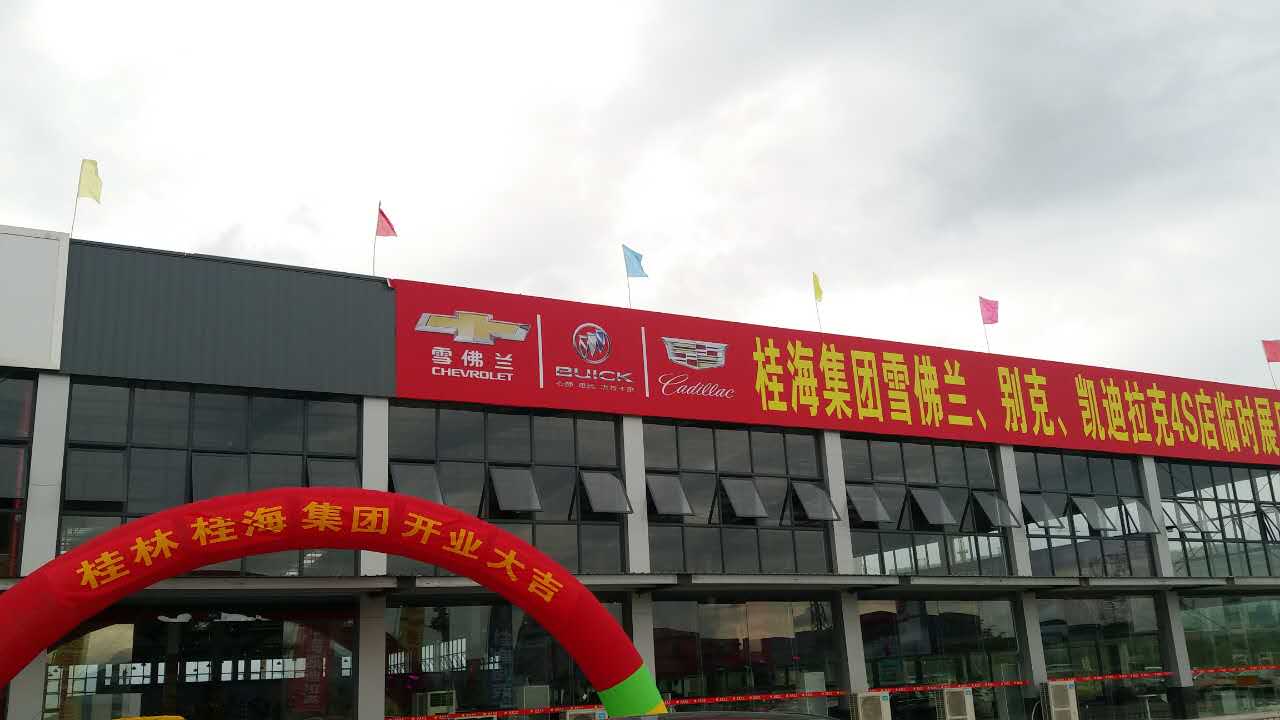 雪佛兰
CHEVROLET
BUICK
Cadillac
桂海集团雪佛兰、别克、凯迪拉克4S店临时展
桂林桂海集团开业大吉